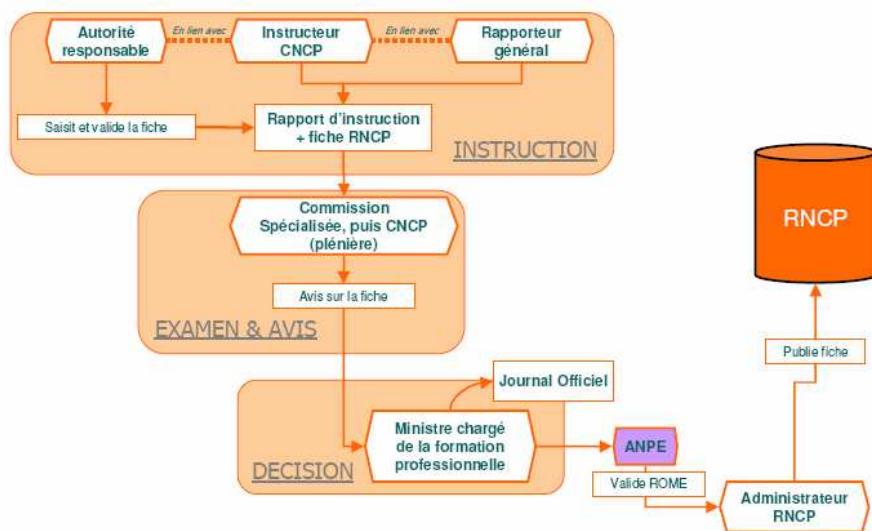 Autorité
responsable
En lien avec
Instructeur
CNCP
En lien avec
Rapporteur
général
Saisit et valide la fiche
Rapport d'instruction
+ fiche RNCP
INSTRUCTION
Commission
Spécialisée, puis CNCP
(plénière)
Avis sur la fiche
EXAMEN & AVIS
RNCP
Publie fiche
Journal Officiel
Ministre chargé
de la formation
professionnelle
DECISION
ANPE
Valide ROME
Administrateur
RNCP